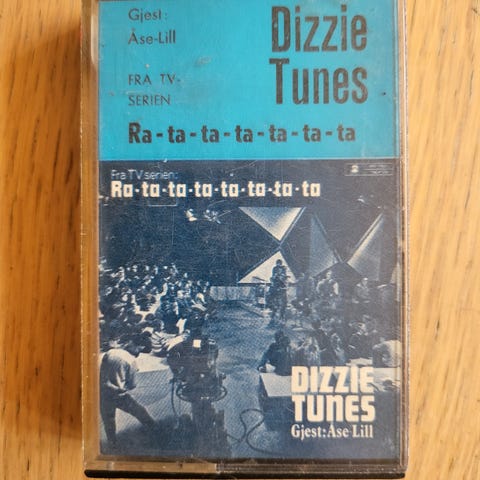 Gjest:
Åse-Lill
FRA TV-
SERIEN
Dizzie
Tunes
Ra-ta-ta-ta-ta-ta-ta
Fra TV serien:
Ra·ta·ta·ta·ta·ta·ta·ta
DIZZIE
TUNES
Gjest:Åse Lill